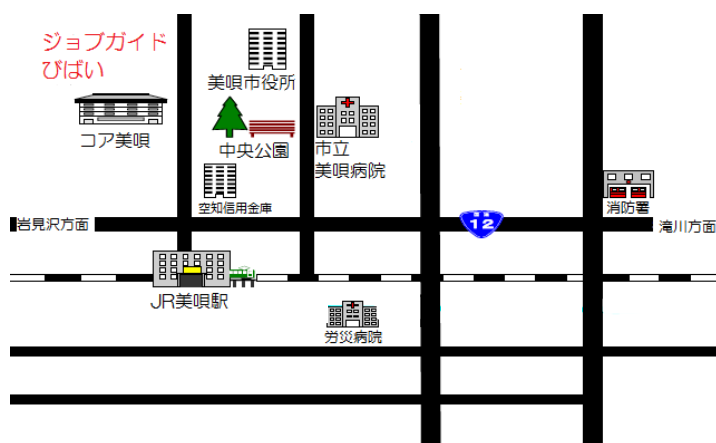 ジョブガイド
びばい
美唄市役所
コア美唄
中央公園
市立
美唄病院
空知信用金庫
消防署
岩見沢方面
12
滝川方面
JR美唄駅
労災病院